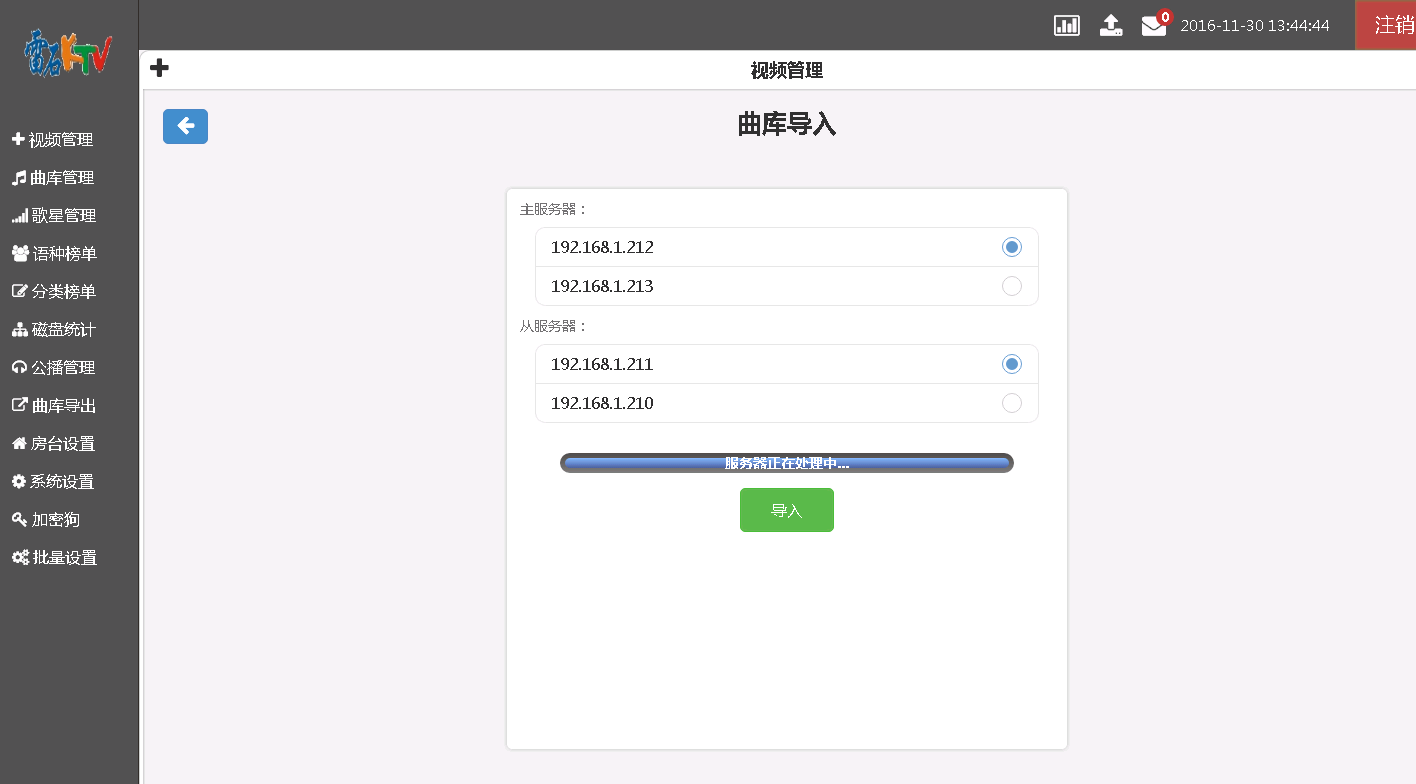 雷石KTV
0
2016-11-30 13:44:44
注销
视频管理
曲库管理
歌星管理
语种榜单
分类榜单
磁盘统计
公播管理
曲库导出
房台设置
系统设置
加密狗
批量设置
视频管理
曲库导入
主服务器：
192.168.1.212
192.168.1.213
从服务器：
192.168.1.211
192.168.1.210
服务器正在处理中...
导入